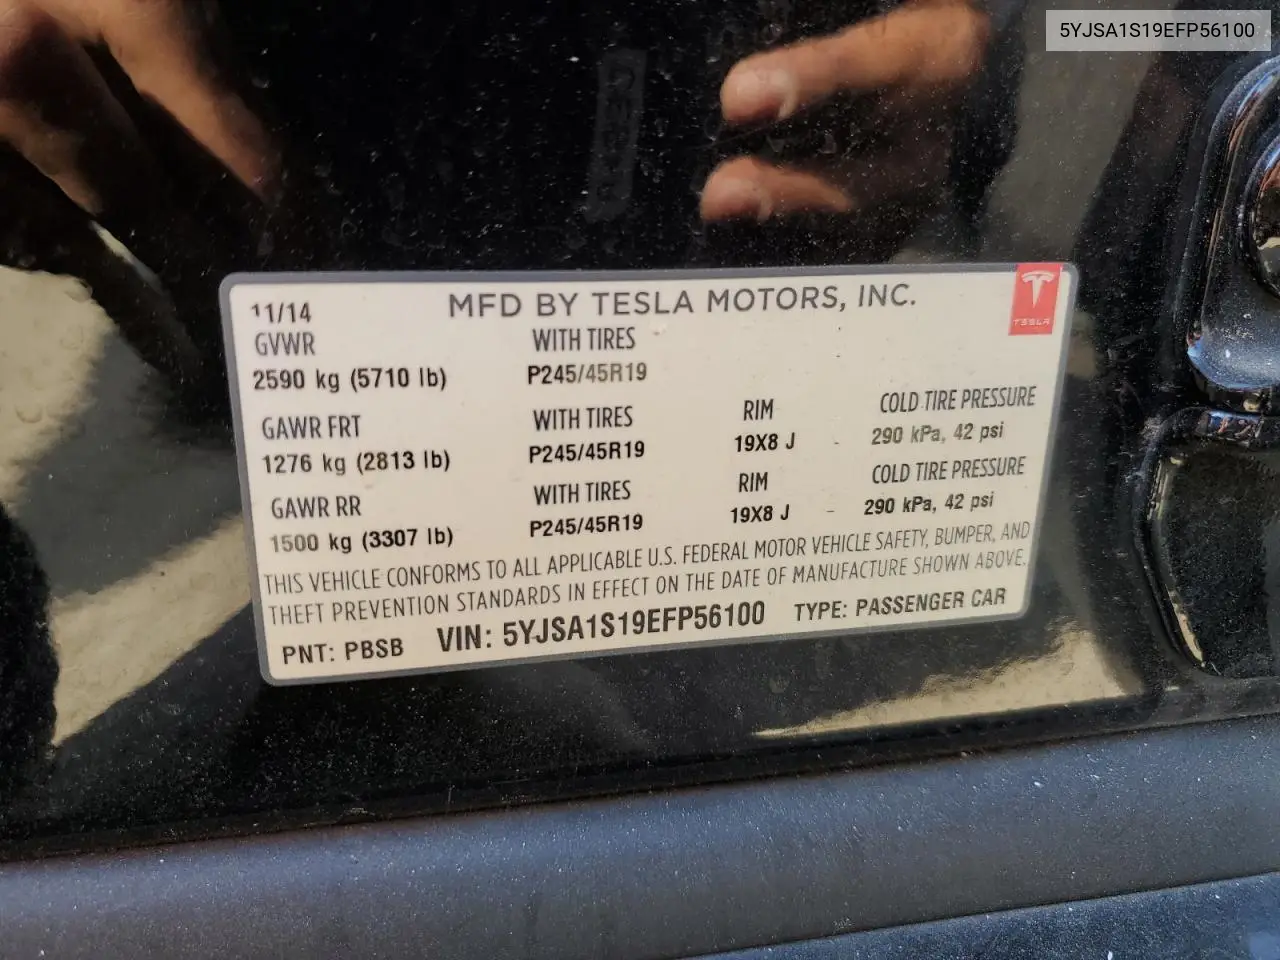 5YJSA1S19EFP56100
11/14 MFD BY TESLA MOTORS, INC.
TESLA
GVWR WITH TIRES
2590 kg (5710 lb) P245/45R19
GAWR FRT WITH TIRES RIM COLD TIRE PRESSURE
1276 kg (2813 lb) P245/45R19 19X8 J - 290 kPa, 42 psi
GAWR RR WITH TIRES RIM COLD TIRE PRESSURE
1500 kg (3307 lb) P245/45R19 19X8 J - 290 kPa, 42 psi
THIS VEHICLE CONFORMS TO ALL APPLICABLE U.S. FEDERAL MOTOR VEHICLE SAFETY, BUMPER, AND
THEFT PREVENTION STANDARDS IN EFFECT ON THE DATE OF MANUFACTURE SHOWN ABOVE.
PNT: PBSB VIN: 5YJSA1S19EFP56100 TYPE: PASSENGER CAR